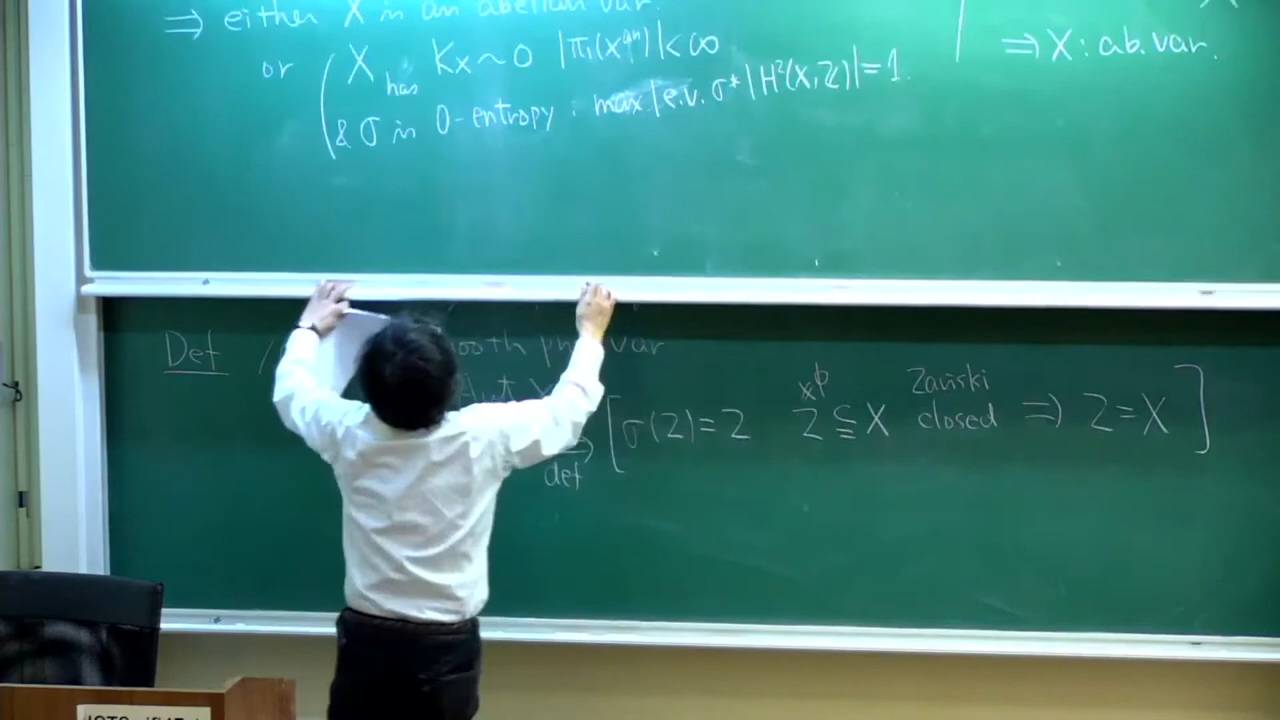 ⇒ either X is an abelian var.
or ( X has K_X ~ 0 |π₁(X^an)| < ∞
& σ is 0-entropy : max |e.v. σ* | H²(X, Z)| = 1.
⇒ X : ab. var.
Def
smooth proj var
Aut X
⇔ def [ σ(Z) = Z ≠φ Z ⊆ X Zariski closed ⇒ Z = X ]